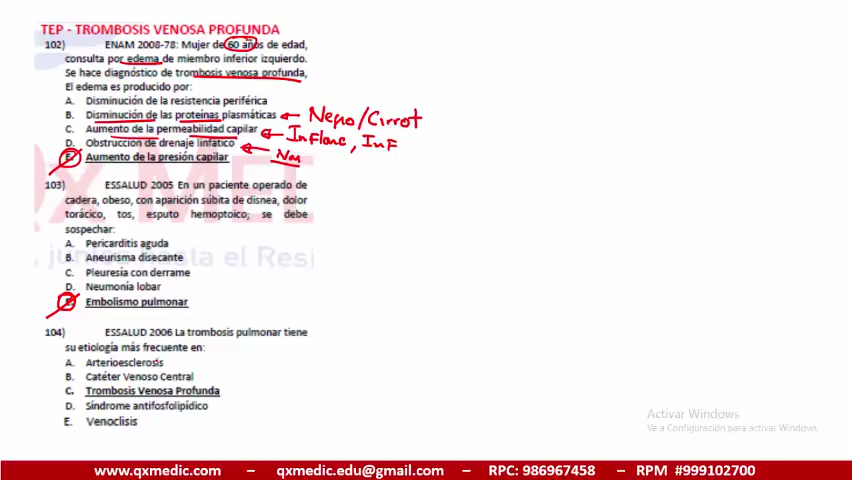 TEP - TROMBOSIS VENOSA PROFUNDA
102) ENAM 2008-78: Mujer de 60 años de edad,
consulta por edema de miembro inferior izquierdo.
Se hace diagnóstico de trombosis venosa profunda,
El edema es producido por:
A. Disminución de la resistencia periférica
B. Disminución de las proteínas plasmáticas
Nefro/Cirrot
C. Aumento de la permeabilidad capilar
Inflamc, Inf
D. Obstrucción de drenaje linfático
E. Aumento de la presión capilar
103) ESSALUD 2005 En un paciente operado de
cadera, obeso, con aparición súbita de disnea, dolor
torácico, tos, esputo hemoptoico; se debe
sospechar:
A. Pericarditis aguda
B. Aneurisma disecante
C. Pleuresía con derrame
D. Neumonía lobar
E. Embolismo pulmonar
104) ESSALUD 2006 La trombosis pulmonar tiene
su etiología más frecuente en:
A. Arterioesclerosis
B. Catéter Venoso Central
C. Trombosis Venosa Profunda
D. Síndrome antifosfolipídico
E. Venoclisis
Activar Windows
Ve a Configuración para activar Windows.
www.qxmedic.com – qxmedic.edu@gmail.com – RPC: 986967458 – RPM #999102700